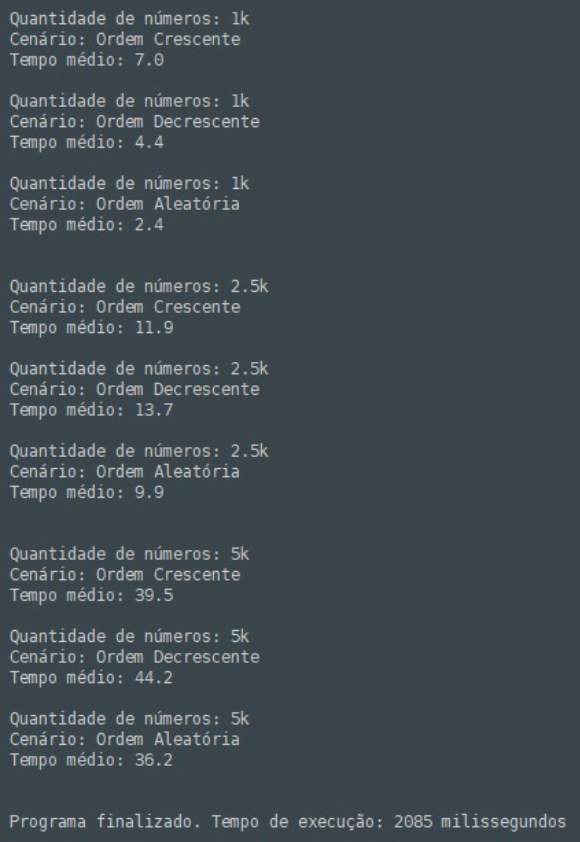 Quantidade de números: 1k
Cenário: Ordem Crescente
Tempo médio: 7.0
Quantidade de números: 1k
Cenário: Ordem Decrescente
Tempo médio: 4.4
Quantidade de números: 1k
Cenário: Ordem Aleatória
Tempo médio: 2.4
Quantidade de números: 2.5k
Cenário: Ordem Crescente
Tempo médio: 11.9
Quantidade de números: 2.5k
Cenário: Ordem Decrescente
Tempo médio: 13.7
Quantidade de números: 2.5k
Cenário: Ordem Aleatória
Tempo médio: 9.9
Quantidade de números: 5k
Cenário: Ordem Crescente
Tempo médio: 39.5
Quantidade de números: 5k
Cenário: Ordem Decrescente
Tempo médio: 44.2
Quantidade de números: 5k
Cenário: Ordem Aleatória
Tempo médio: 36.2
Programa finalizado. Tempo de execução: 2085 milissegundos